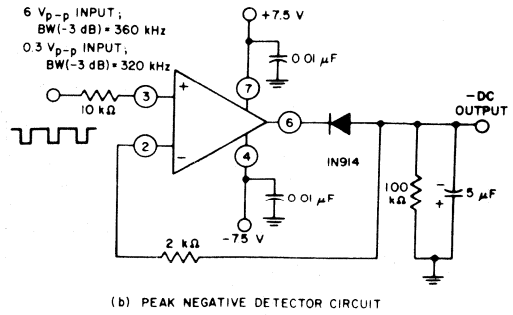 6 Vp-p INPUT;
BW(-3 dB) = 360 kHz
0.3 Vp-p INPUT;
BW(-3 dB) = 320 kHz
+7.5 V
0.01 µF
7
3
+
10 kΩ
6
2
−
4
IN914
−DC
OUTPUT
100
kΩ
−
+
5 µF
0.01 µF
-75 V
2 kΩ
(b) PEAK NEGATIVE DETECTOR CIRCUIT